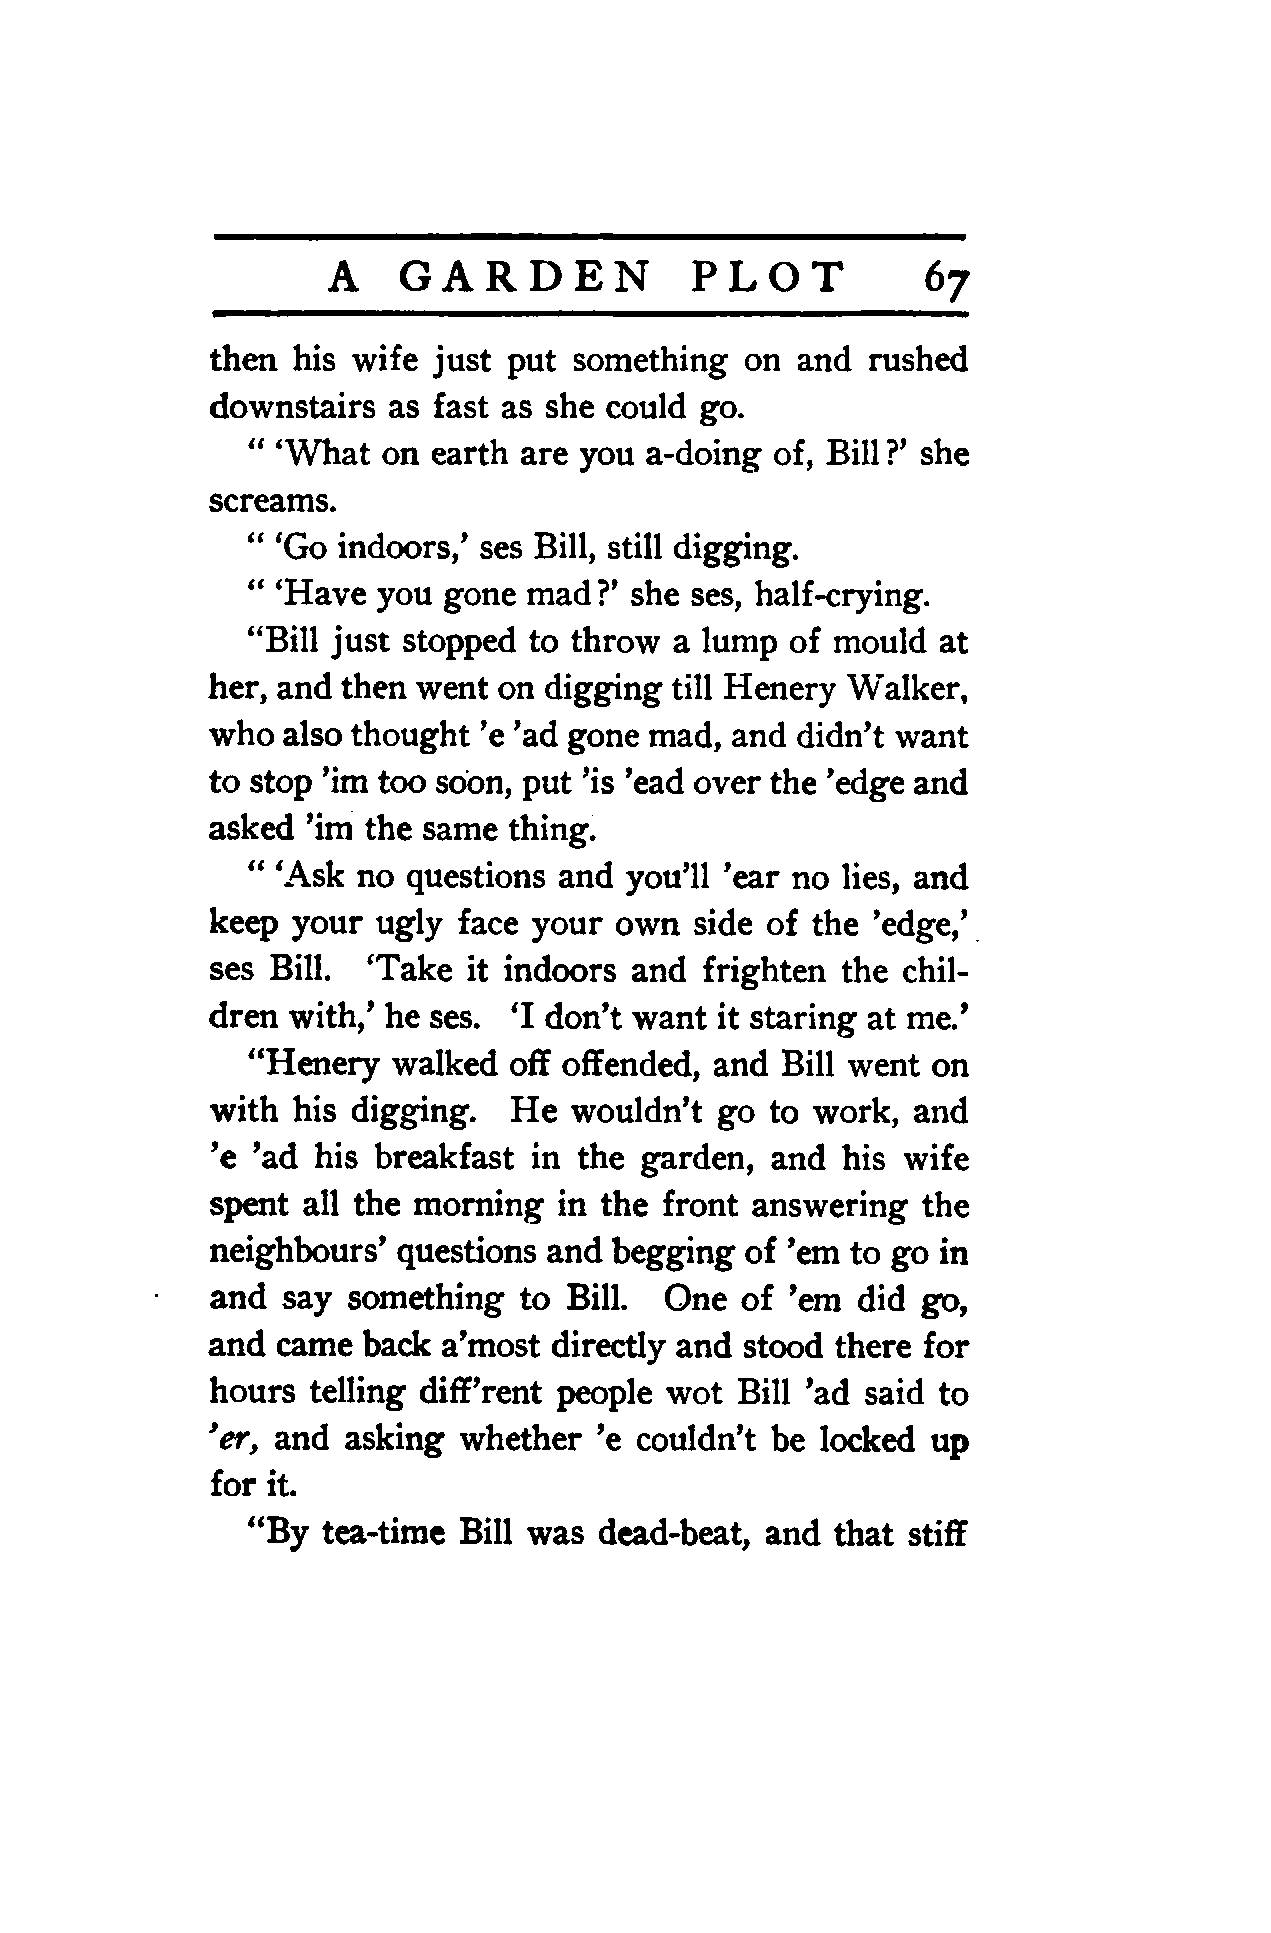 A GARDEN PLOT 67
then his wife just put something on and rushed
downstairs as fast as she could go.
" 'What on earth are you a-doing of, Bill?' she
screams.
" 'Go indoors,' ses Bill, still digging.
" 'Have you gone mad?' she ses, half-crying.
"Bill just stopped to throw a lump of mould at
her, and then went on digging till Henery Walker,
who also thought 'e 'ad gone mad, and didn't want
to stop 'im too soon, put 'is 'ead over the 'edge and
asked 'im the same thing.
" 'Ask no questions and you'll 'ear no lies, and
keep your ugly face your own side of the 'edge,'
ses Bill. 'Take it indoors and frighten the chil-
dren with,' he ses. 'I don't want it staring at me.'
"Henery walked off offended, and Bill went on
with his digging. He wouldn't go to work, and
'e 'ad his breakfast in the garden, and his wife
spent all the morning in the front answering the
neighbours' questions and begging of 'em to go in
and say something to Bill. One of 'em did go,
and came back a'most directly and stood there for
hours telling diff'rent people wot Bill 'ad said to
'er, and asking whether 'e couldn't be locked up
for it.
"By tea-time Bill was dead-beat, and that stiff